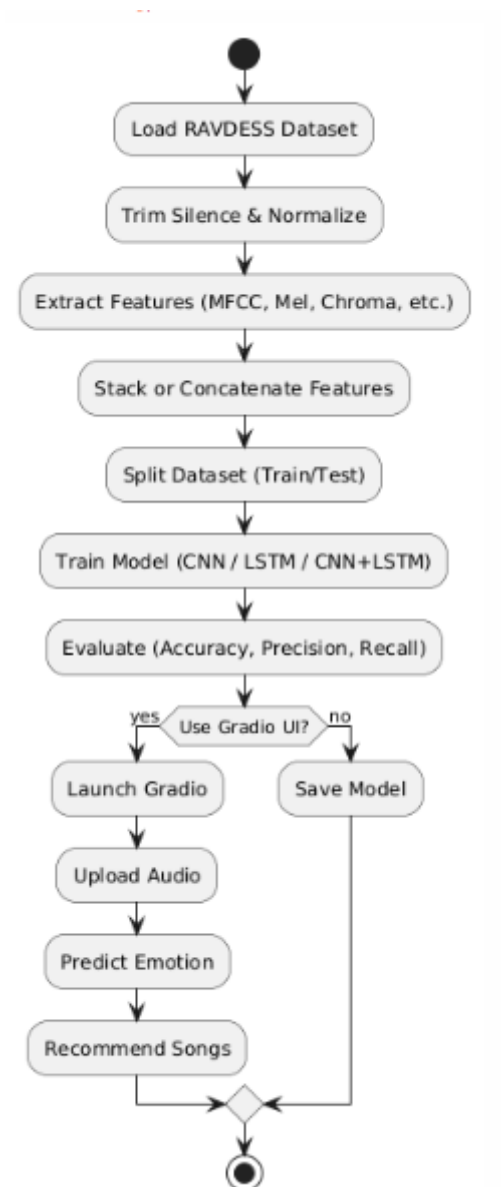 Load RAVDESS Dataset
Trim Silence & Normalize
Extract Features (MFCC, Mel, Chroma, etc.)
Stack or Concatenate Features
Split Dataset (Train/Test)
Train Model (CNN / LSTM / CNN+LSTM)
Evaluate (Accuracy, Precision, Recall)
yes
Use Gradio UI?
no
Launch Gradio
Save Model
Upload Audio
Predict Emotion
Recommend Songs